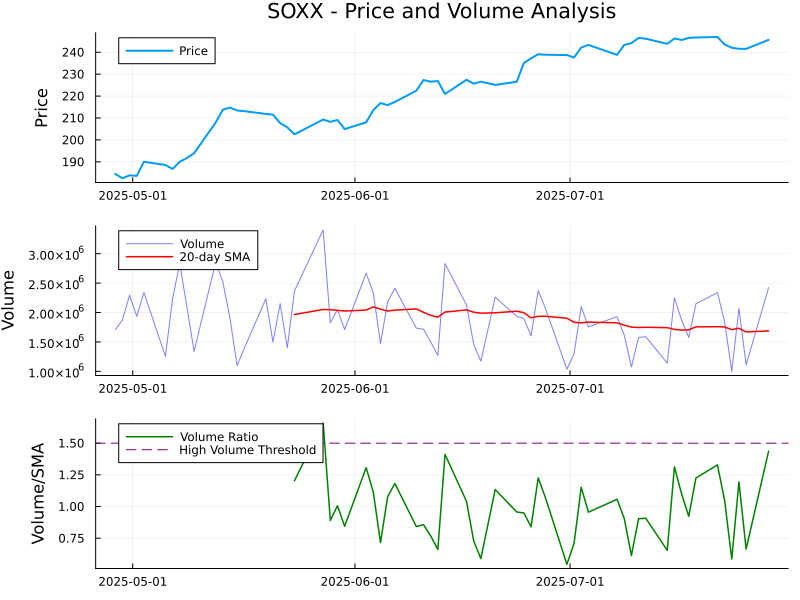 SOXX - Price and Volume Analysis
Price
240
230
220
210
200
190
Price
2025-05-01 2025-06-01 2025-07-01
Volume
20-day SMA
3.00×10⁶
2.50×10⁶
2.00×10⁶
1.50×10⁶
1.00×10⁶
Volume
2025-05-01 2025-06-01 2025-07-01
Volume Ratio
High Volume Threshold
1.50
1.25
1.00
0.75
Volume/SMA
2025-05-01 2025-06-01 2025-07-01